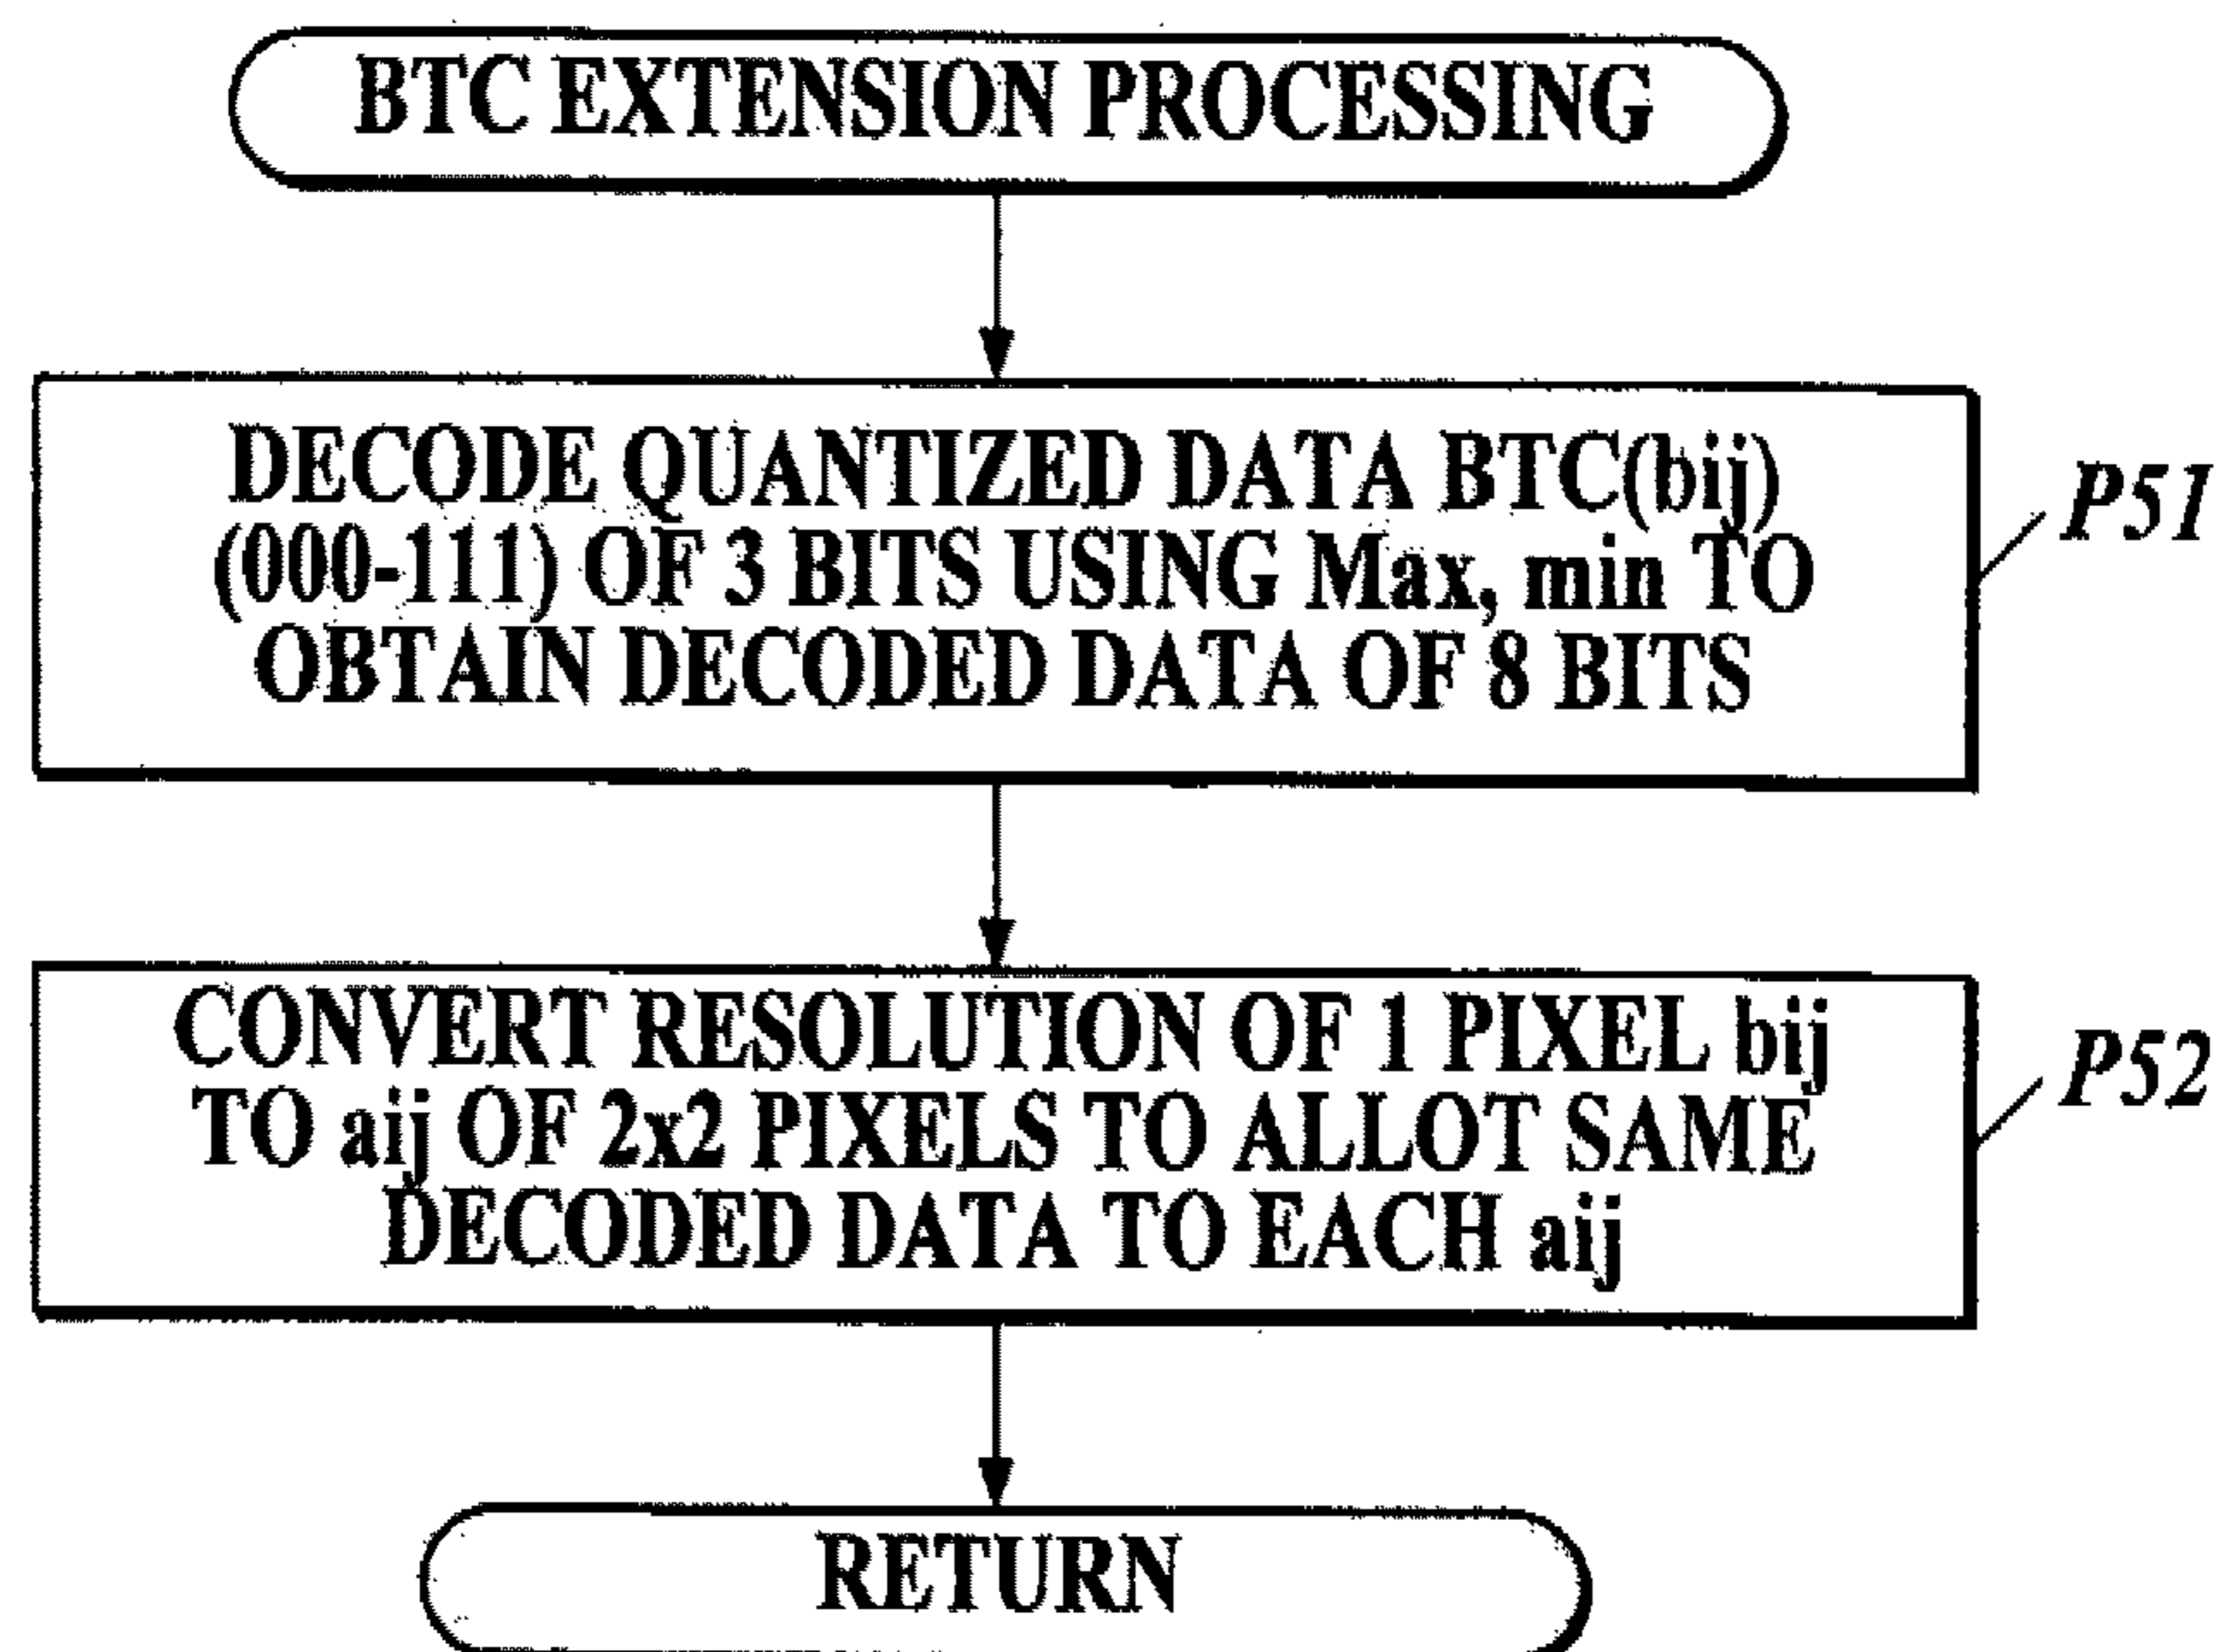 BTC EXTENSION PROCESSING
DECODE QUANTIZED DATA BTC(bij)
(000-111) OF 3 BITS USING Max, min TO
OBTAIN DECODED DATA OF 8 BITS
P51
CONVERT RESOLUTION OF 1 PIXEL bij
TO aij OF 2x2 PIXELS TO ALLOT SAME
DECODED DATA TO EACH aij
P52
RETURN